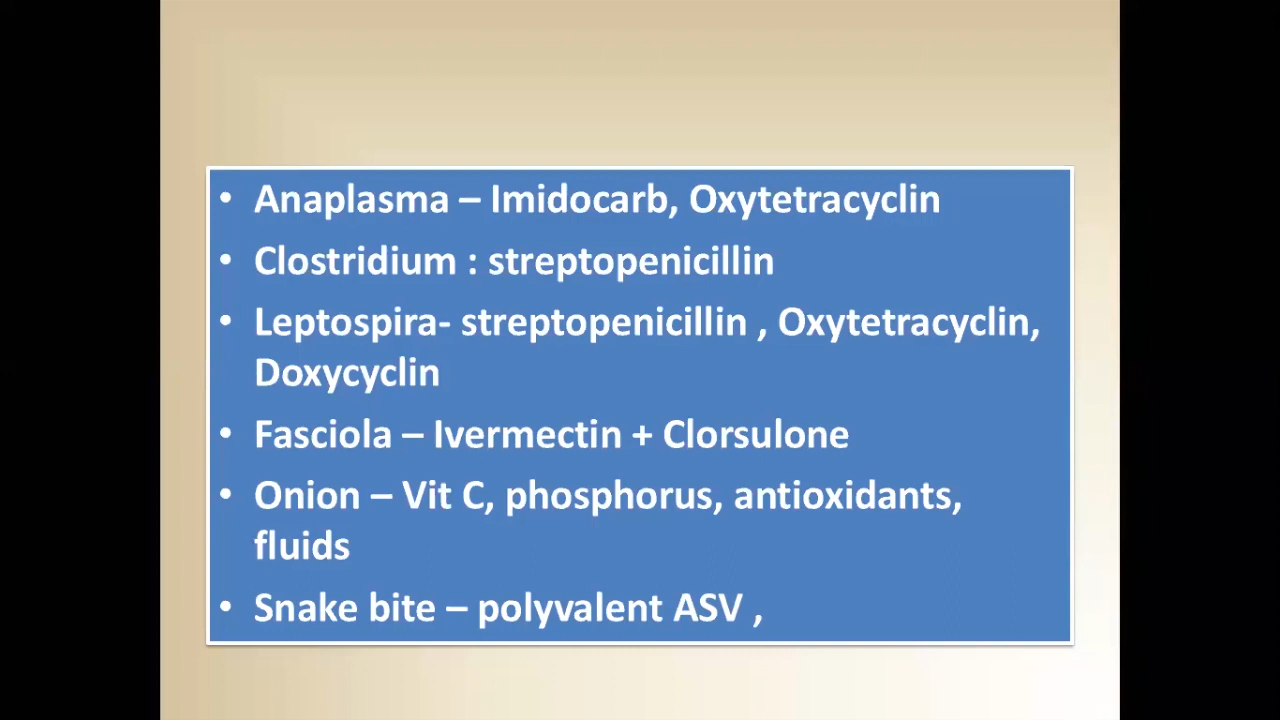 • Anaplasma – Imidocarb, Oxytetracyclin
• Clostridium : streptopenicillin
• Leptospira- streptopenicillin , Oxytetracyclin,
Doxycyclin
• Fasciola – Ivermectin + Clorsulone
• Onion – Vit C, phosphorus, antioxidants,
fluids
• Snake bite – polyvalent ASV ,